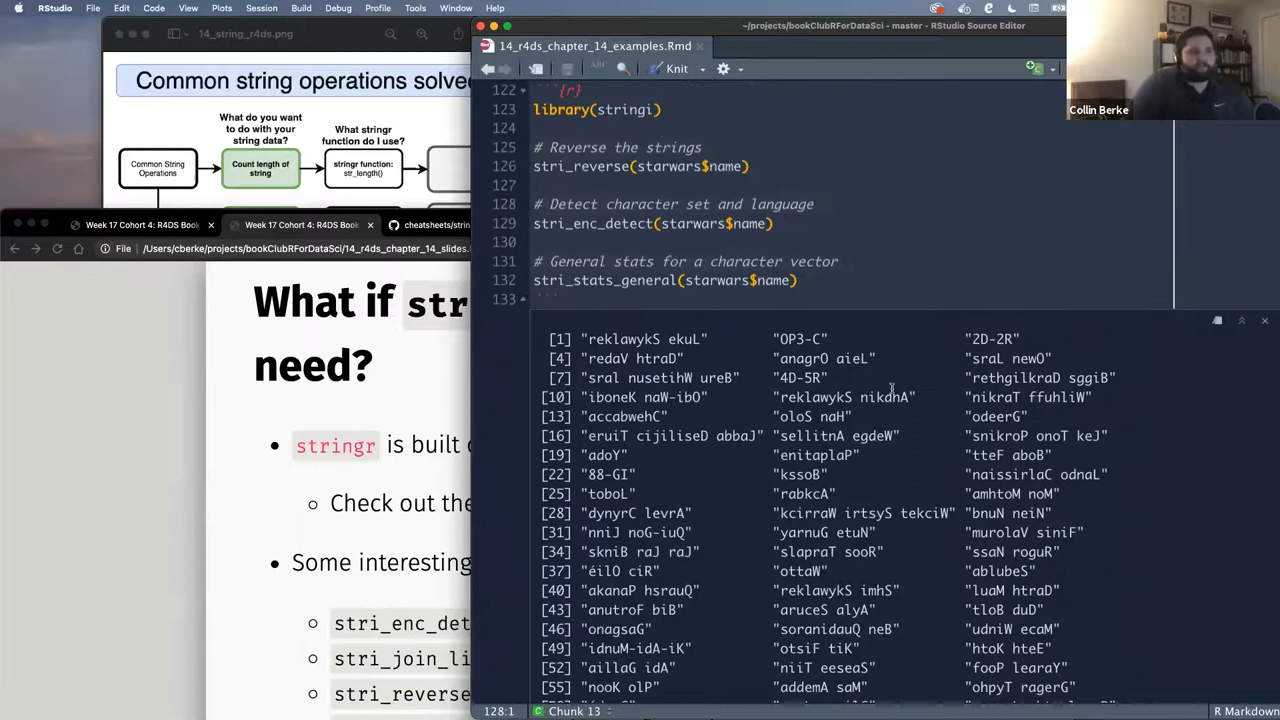 RStudio File Edit Code View Plots Session Build Debug Profile Tools Window Help
14_string_r4ds.png
Common string operations solve
What do you want
to do with your
string data?
What stringr
function do I use?
Common String
Operations
Count length of
string
stringr function:
str_length()
Week 17 Cohort 4: R4DS Book
Week 17 Cohort 4: R4DS Book
cheatsheets/strin
File /Users/cberke/projects/bookClubRForDataSci/14_r4ds_chapter_14_slides.
What if str
need?
stringr is built
Check out the
Some interesting
stri_enc_det
stri_join_li
stri_reverse
~/projects/bookClubRForDataSci - master - RStudio Source Editor
14_r4ds_chapter_14_examples.Rmd
ABC
Knit
122 ```{r}
123 library(stringi)
124
125 # Reverse the strings
126 stri_reverse(starwars$name)
127
128 # Detect character set and language
129 stri_enc_detect(starwars$name)
130
131 # General stats for a character vector
132 stri_stats_general(starwars$name)
133 ```
[1] "reklawykS ekuL" "OP3-C" "2D-2R"
[4] "redaV htraD" "anagrO aieL" "sraL newO"
[7] "sral nusetihW ureB" "4D-5R" "rethgilkraD sggiB"
[10] "iboneK naW-ibO" "reklawykS nikanA" "nikraT ffuhliW"
[13] "accabwehC" "oloS naH" "odeerG"
[16] "eruiT cijiliseD abbaJ" "sellitnA egdeW" "snikroP onoT keJ"
[19] "adoY" "enitaplaP" "tteF aboB"
[22] "88-GI" "kssoB" "naissirlaC odnaL"
[25] "toboL" "rabkcA" "amhtoM noM"
[28] "dynyrC levrA" "kcirraW irtsyS tekciW" "bnuN neiN"
[31] "nniJ noG-iuQ" "yarnuG etuN" "murolaV siniF"
[34] "skniB raJ raJ" "slapraT sooR" "ssaN roguR"
[37] "éilO ciR" "ottaW" "ablubeS"
[40] "akanaP hsrauQ" "reklawykS imhS" "luaM htraD"
[43] "anutroF biB" "aruceS alyA" "tloB duD"
[46] "onagsaG" "soranidauQ neB" "udniW ecaM"
[49] "idnuM-idA-iK" "otsiF tiK" "htoK hteE"
[52] "aillaG idA" "niiT eeseaS" "fooP learaY"
[55] "nooK olP" "addemA saM" "ohpyT ragerG"
128:1
Chunk 13
R Markdown
Collin Berke